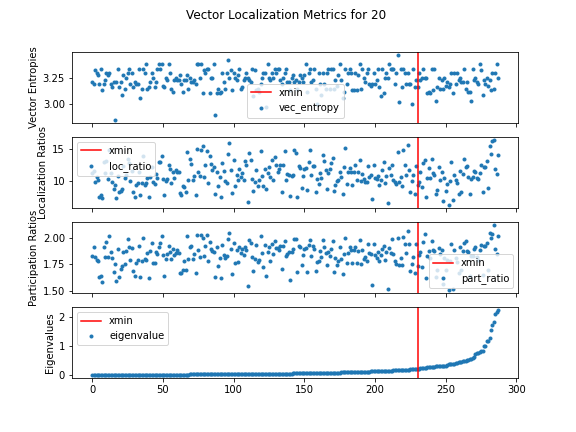 Vector Localization Metrics for 20
Vector Entropies
3.25
3.00
xmin
vec_entropy
Localization Ratios
15
10
xmin
loc_ratio
Participation Ratios
2.00
1.75
1.50
xmin
part_ratio
Eigenvalues
2
1
0
xmin
eigenvalue
0 50 100 150 200 250 300